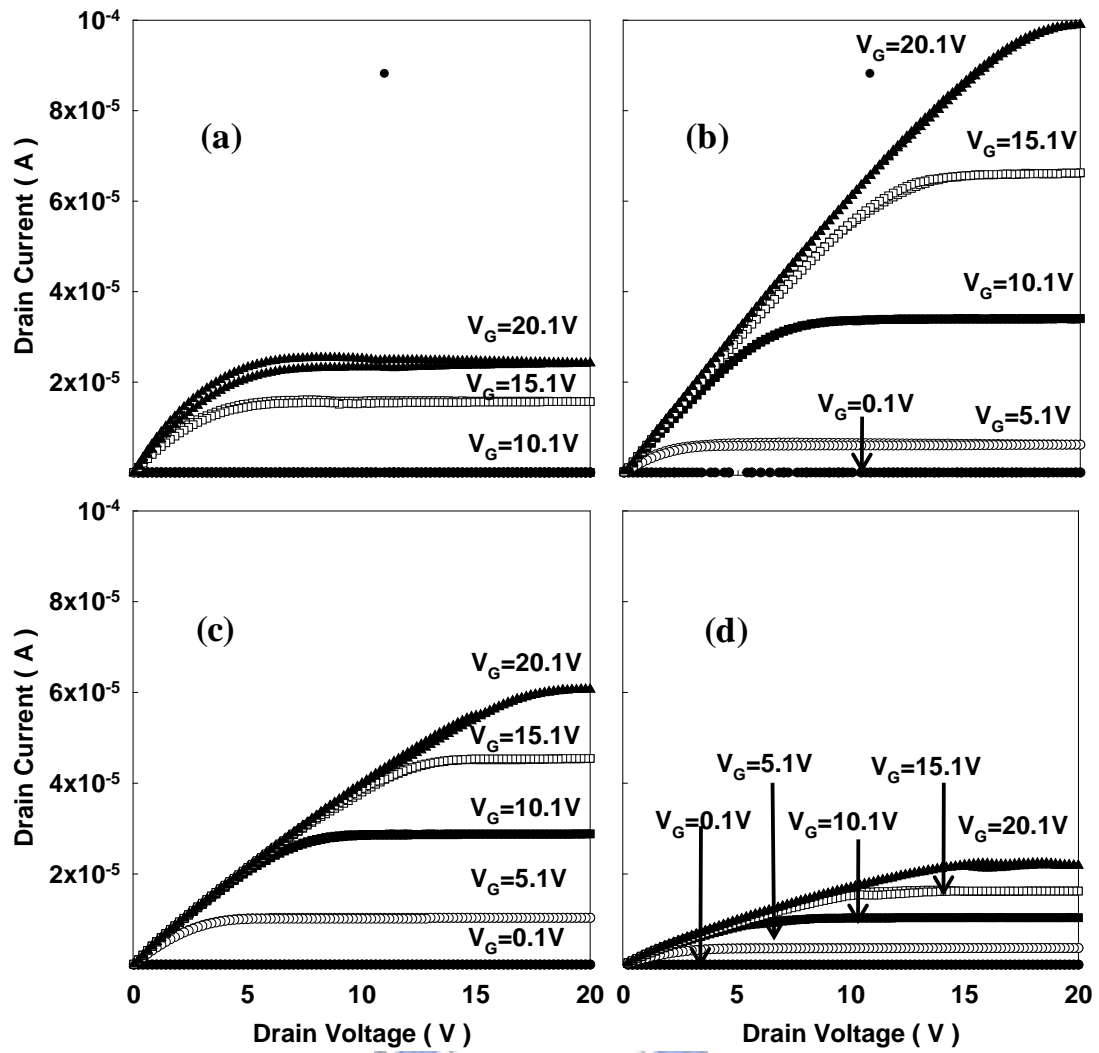 10⁻⁴
8x10⁻⁵
6x10⁻⁵
4x10⁻⁵
2x10⁻⁵
Drain Current ( A )
(a)
V_G=20.1V
V_G=15.1V
V_G=10.1V
(b)
V_G=20.1V
V_G=15.1V
V_G=10.1V
V_G=0.1V
V_G=5.1V
10⁻⁴
8x10⁻⁵
6x10⁻⁵
4x10⁻⁵
2x10⁻⁵
Drain Current ( A )
(c)
V_G=20.1V
V_G=15.1V
V_G=10.1V
V_G=5.1V
V_G=0.1V
0 5 10 15 20
Drain Voltage ( V )
(d)
V_G=5.1V
V_G=15.1V
V_G=0.1V
V_G=10.1V
V_G=20.1V
0 5 10 15 20
Drain Voltage ( V )